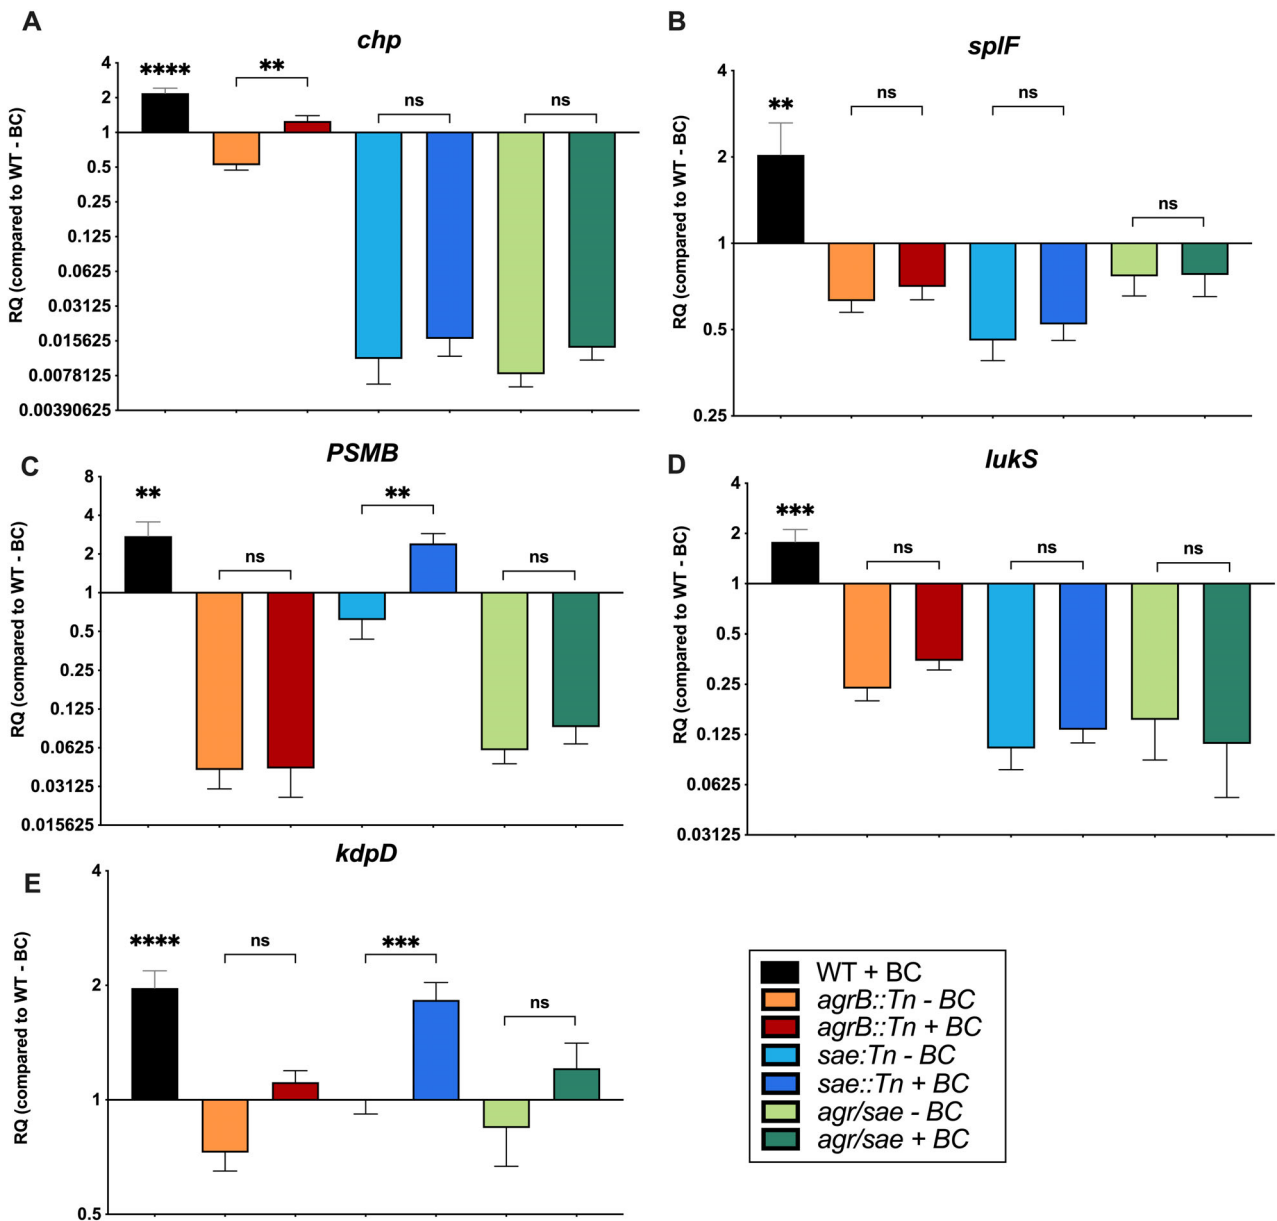 A
chp
RQ (compared to WT - BC)
4
2
1
0.5
0.25
0.125
0.0625
0.03125
0.015625
0.0078125
0.00390625
****
**
ns
ns
B
splF
RQ (compared to WT - BC)
4
2
1
0.5
0.25
**
ns
ns
ns
C
PSMB
RQ (compared to WT - BC)
8
4
2
1
0.5
0.25
0.125
0.0625
0.03125
0.015625
**
ns
**
ns
D
lukS
RQ (compared to WT - BC)
4
2
1
0.5
0.25
0.125
0.0625
0.03125
***
ns
ns
ns
E
kdpD
RQ (compared to WT - BC)
4
2
1
0.5
****
ns
***
ns
WT + BC
agrB::Tn - BC
agrB::Tn + BC
sae:Tn - BC
sae::Tn + BC
agr/sae - BC
agr/sae + BC